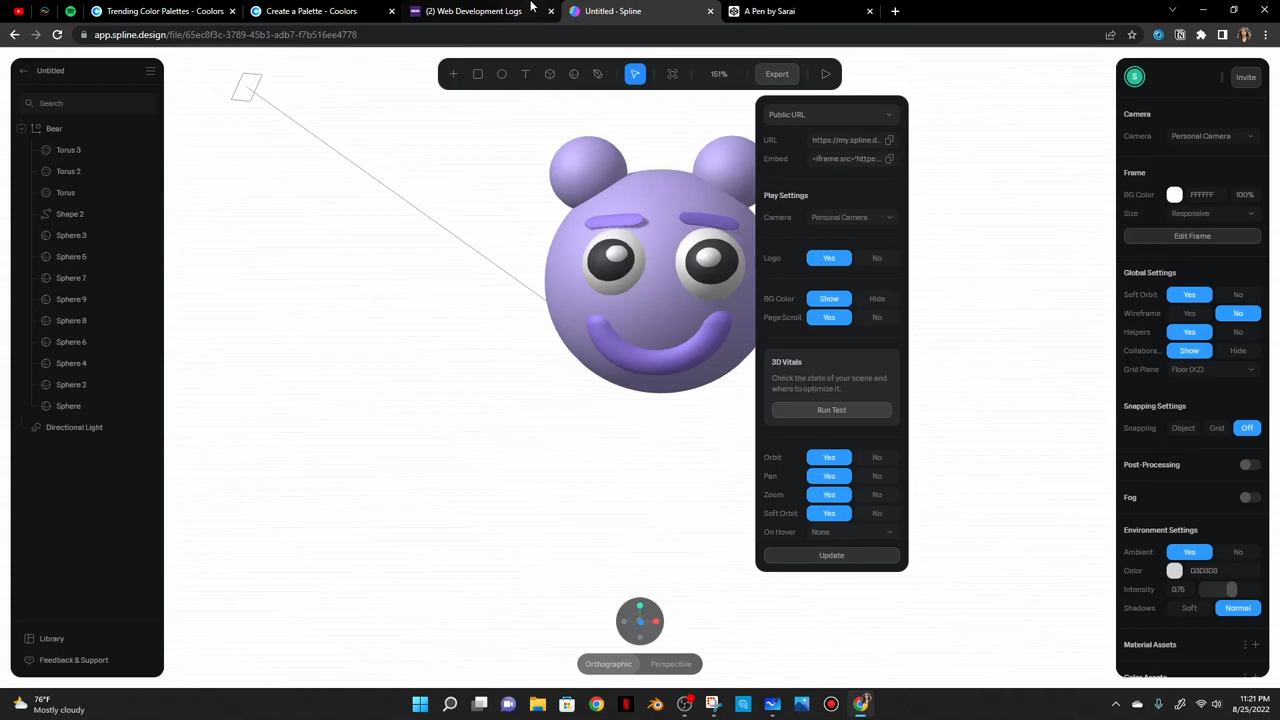 Trending Color Palettes - Coolors
Create a Palette - Coolors
(2) Web Development Logs
Untitled - Spline
A Pen by Sarai
app.spline.design/file/65ec8f3c-3789-45b3-adb7-f7b516ee4778
Untitled
Search
Bear
Torus 3
Torus 2
Torus
Shape 2
Sphere 3
Sphere 5
Sphere 7
Sphere 9
Sphere 8
Sphere 6
Sphere 4
Sphere 2
Sphere
Directional Light
Library
Feedback & Support
151%
Export
Public URL
URL https://my.spline.d...
Embed <iframe src='https:...
Play Settings
Camera Personal Camera
Logo Yes No
BG Color Show Hide
Page Scroll Yes No
3D Vitals
Check the state of your scene and
where to optimize it.
Run Test
Orbit Yes No
Pan Yes No
Zoom Yes No
Soft Orbit Yes No
On Hover None
Update
Orthographic Perspective
S
Invite
Camera
Camera Personal Camera
Frame
BG Color FFFFFF 100%
Size Responsive
Edit Frame
Global Settings
Soft Orbit Yes No
Wireframe Yes No
Helpers Yes No
Collabora... Show Hide
Grid Plane Floor (XZ)
Snapping Settings
Snapping Object Grid Off
Post-Processing
Fog
Environment Settings
Ambient Yes No
Color D3D3D3
Intensity 0.75
Shadows Soft Normal
Material Assets
76°F
Mostly cloudy
11:21 PM
8/25/2022